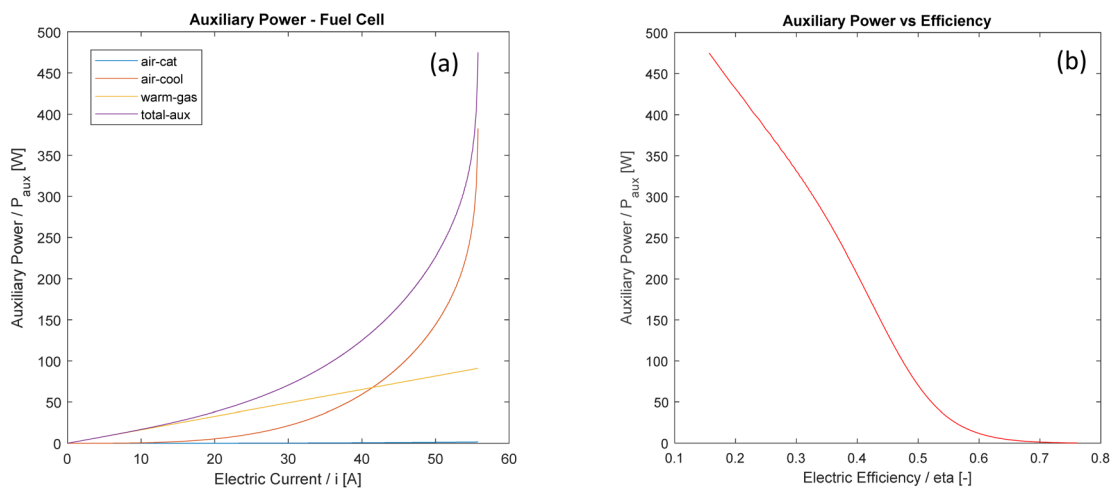 Auxiliary Power - Fuel Cell
(a)
air-cat
air-cool
warm-gas
total-aux
500
450
400
350
300
250
200
150
100
50
0
Auxiliary Power / P_aux [W]
0 10 20 30 40 50 60
Electric Current / i [A]
Auxiliary Power vs Efficiency
(b)
500
450
400
350
300
250
200
150
100
50
0
Auxiliary Power / P_aux [W]
0.1 0.2 0.3 0.4 0.5 0.6 0.7 0.8
Electric Efficiency / eta [-]